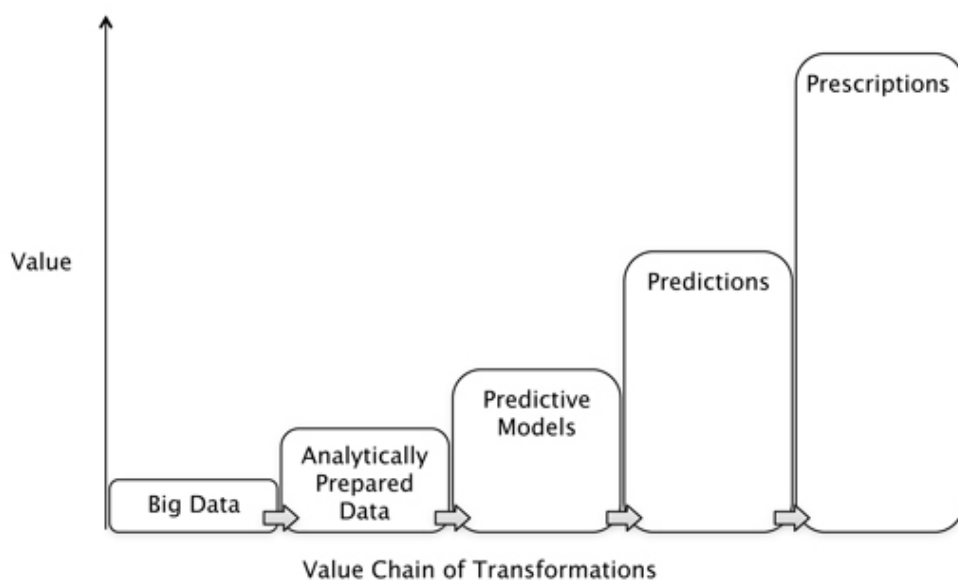 Prescriptions
Value
Predictions
Predictive
Models
Analytically
Prepared
Data
Big Data
Value Chain of Transformations